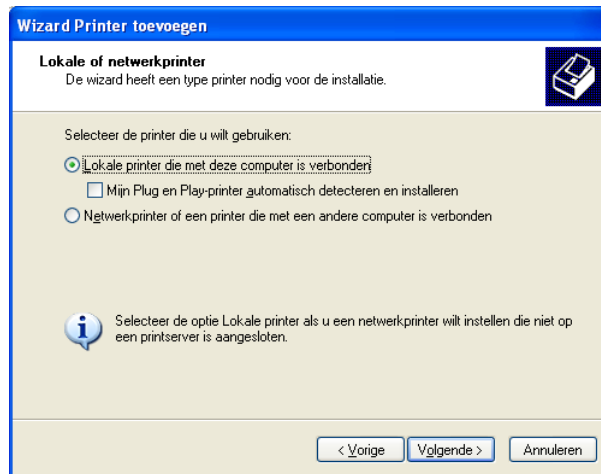 Wizard Printer toevoegen
Lokale of netwerkprinter
De wizard heeft een type printer nodig voor de installatie.
Selecteer de printer die u wilt gebruiken:
Lokale printer die met deze computer is verbonden
Mijn Plug en Play-printer automatisch detecteren en installeren
Netwerkprinter of een printer die met een andere computer is verbonden
Selecteer de optie Lokale printer als u een netwerkprinter wilt instellen die niet op
een printserver is aangesloten.
< Vorige
Volgende >
Annuleren